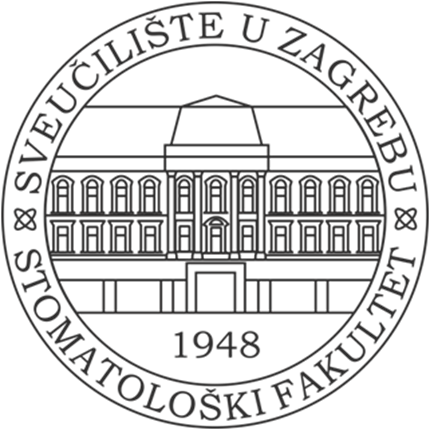 SVEUČILIŠTE U ZAGREBU
STOMATOLOŠKI FAKULTET
1948